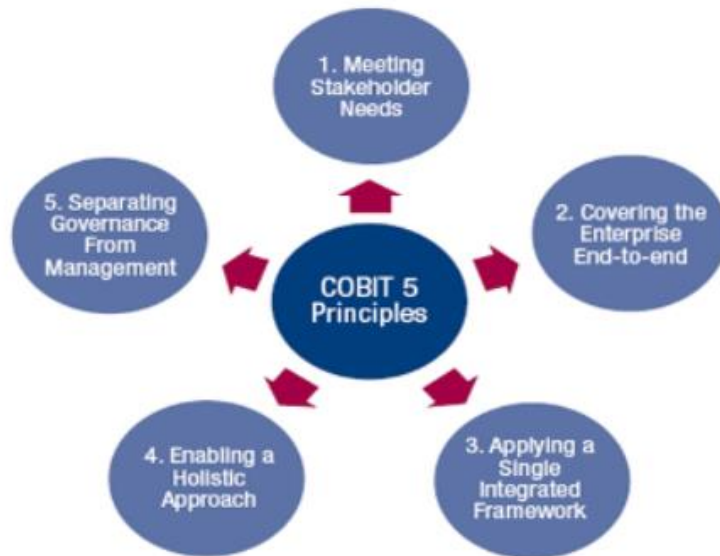 1. Meeting
Stakeholder
Needs
5. Separating
Governance
From
Management
2. Covering the
Enterprise
End-to-end
COBIT 5
Principles
4. Enabling a
Holistic
Approach
3. Applying a
Single
Integrated
Framework